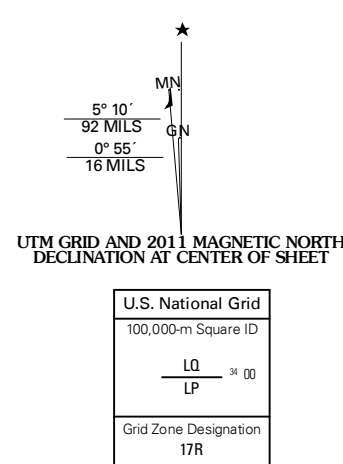 ★
MN
5° 10´
92 MILS
GN
0° 55´
16 MILS
UTM GRID AND 2011 MAGNETIC NORTH
DECLINATION AT CENTER OF SHEET
U.S. National Grid
100,000-m Square ID
LQ
34 00
LP
Grid Zone Designation
17R